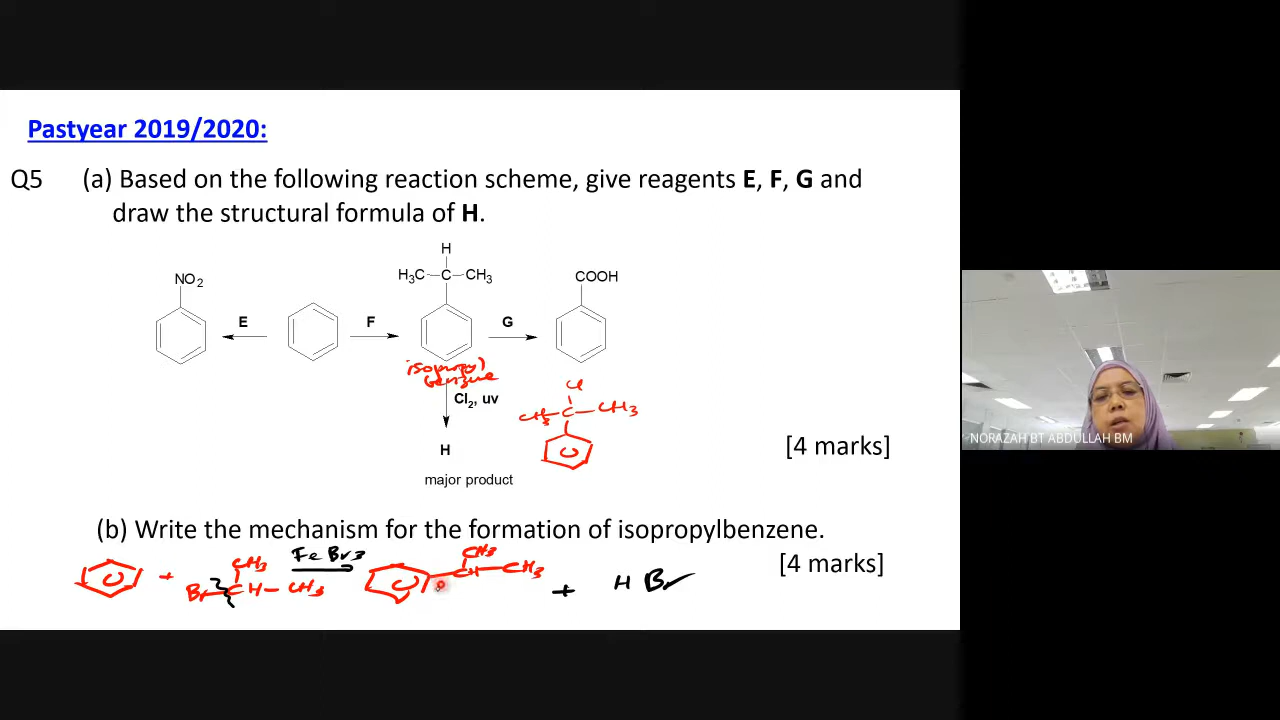 Pastyear 2019/2020:
Q5 (a) Based on the following reaction scheme, give reagents E, F, G and
draw the structural formula of H.
H
NO2 H3C C CH3 COOH
E F G
isopropyl
benzene
Cl2, uv
Cl
CH3 C CH3
H
[4 marks]
major product
(b) Write the mechanism for the formation of isopropylbenzene.
[4 marks]
CH3 FeBr3 CH3
+ Br C H CH3 CH CH3 + HBr
NORAZAH BT ABDULLAH BM